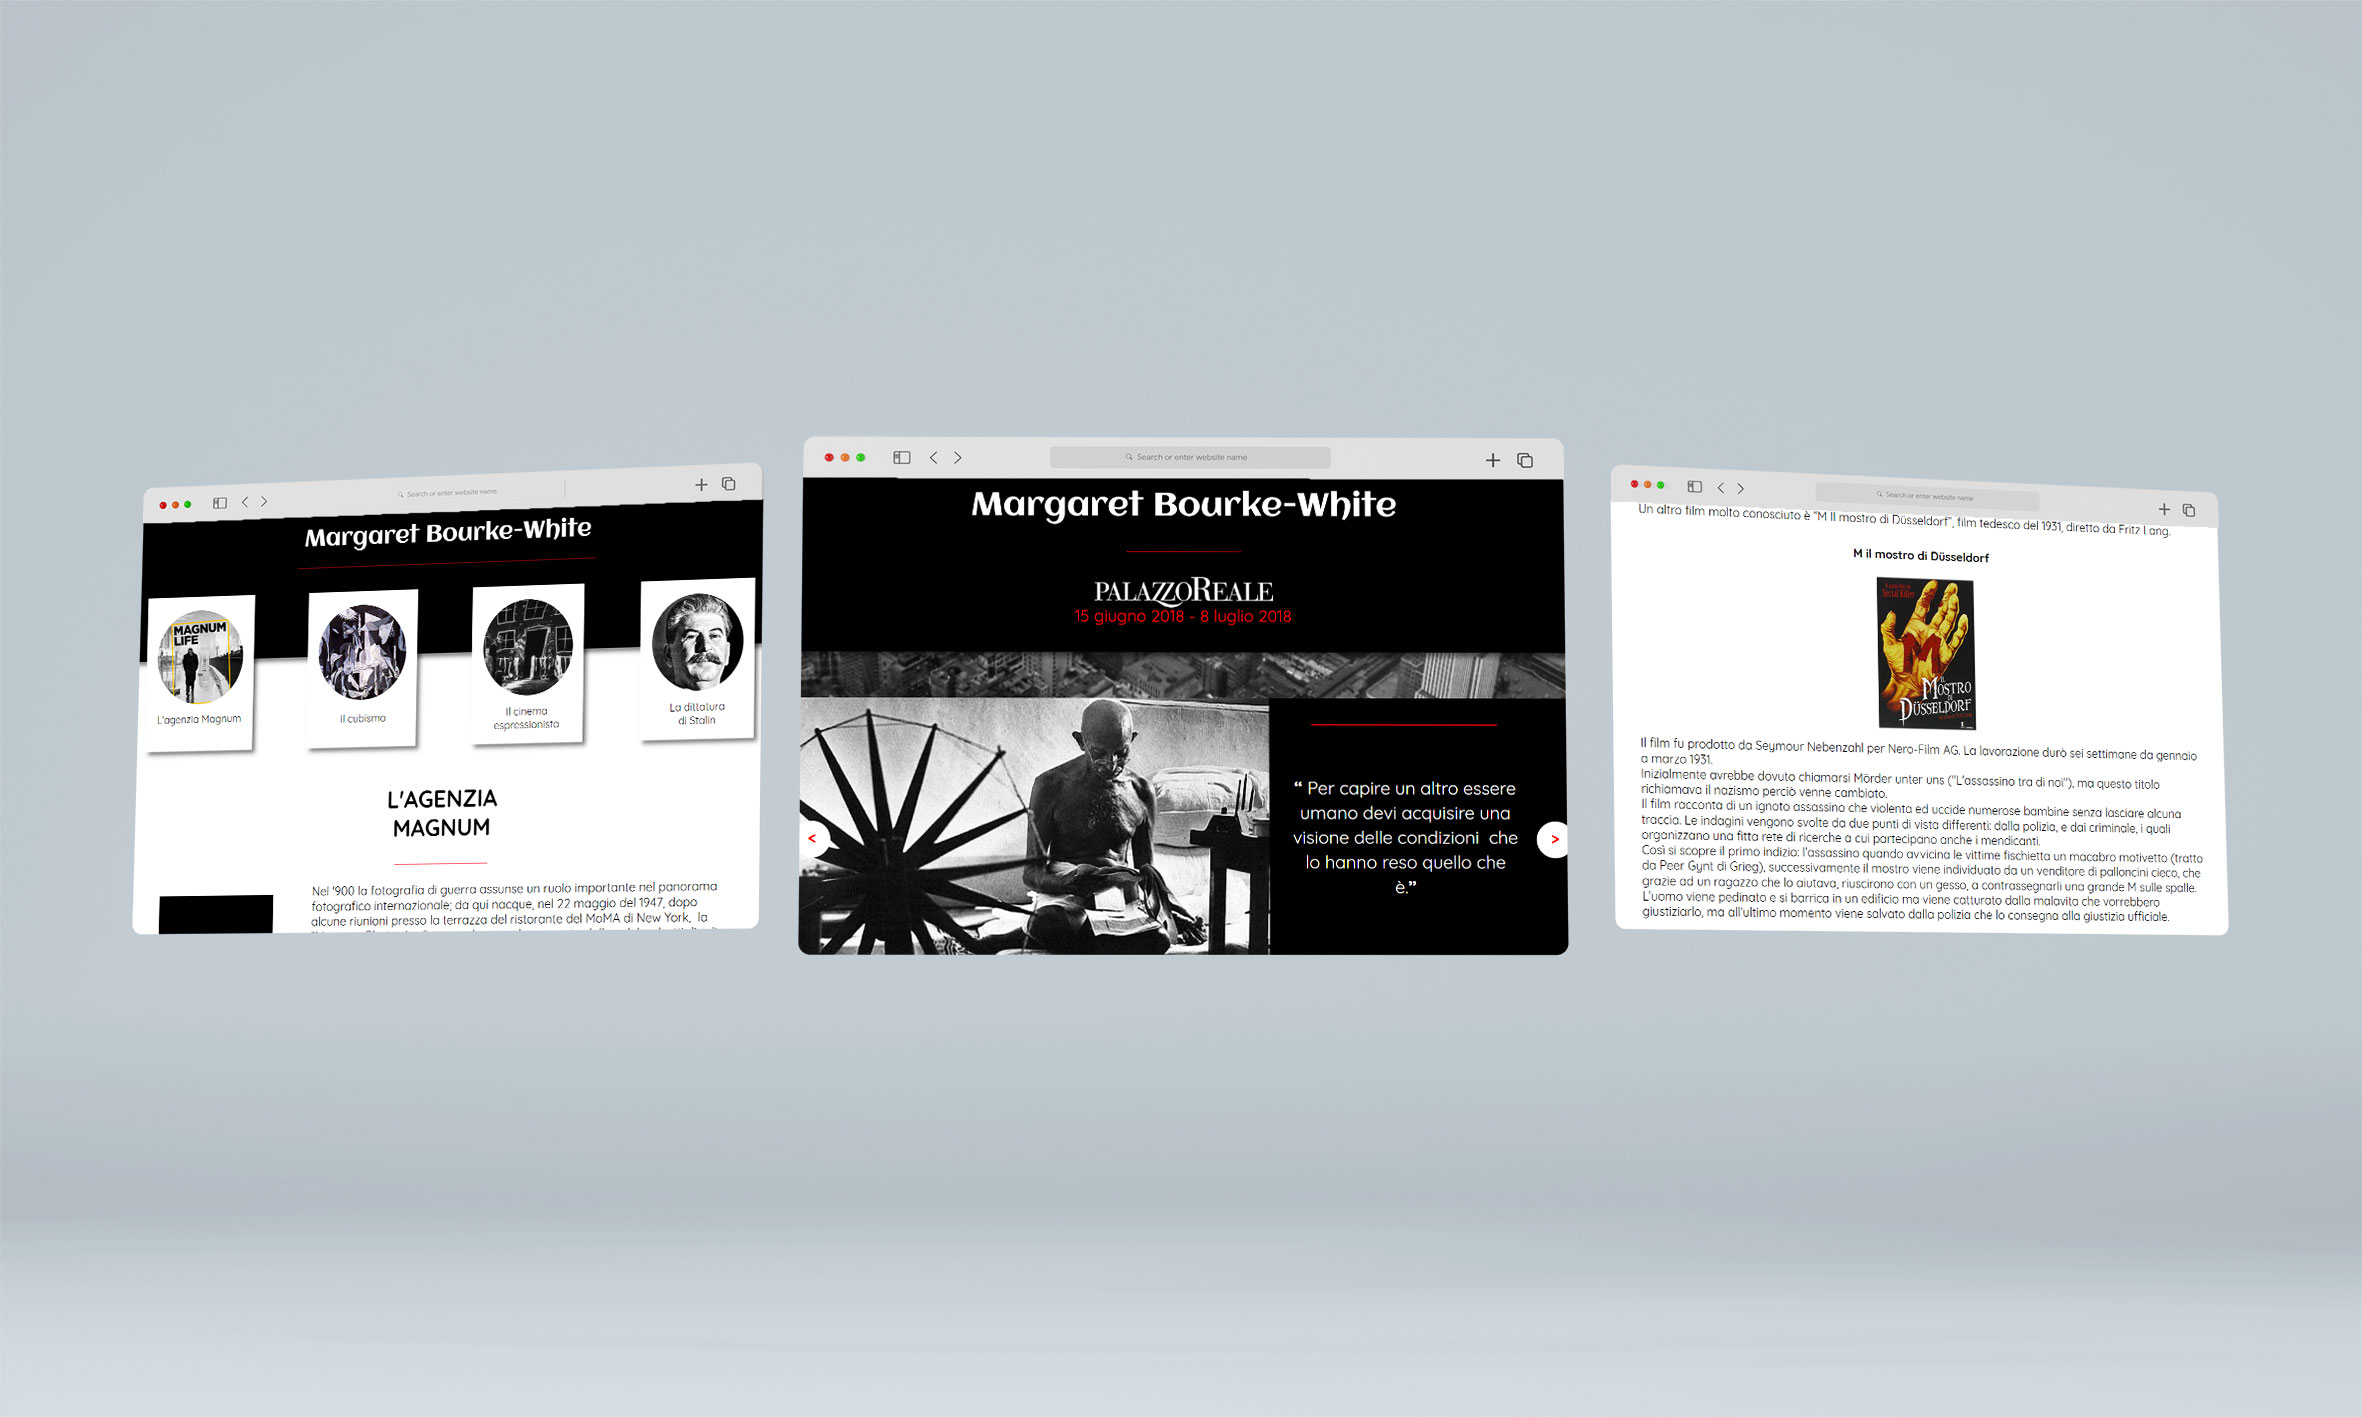 Search or enter website name
Margaret Bourke-White
MAGNUM
LIFE
L'agenzia Magnum
Il cubismo
Il cinema
espressionista
La dittatura
di Stalin
L'AGENZIA
MAGNUM
Nel '900 la fotografia di guerra assunse un ruolo importante nel panorama
fotografico internazionale; da qui nacque, nel 22 maggio del 1947, dopo
alcune riunioni presso la terrazza del ristorante del MoMA di New York, la
Search or enter website name
Margaret Bourke-White
PALAZZOREALE
15 giugno 2018 - 8 luglio 2018
“ Per capire un altro essere
umano devi acquisire una
visione delle condizioni che
lo hanno reso quello che
è.”
<
>
Search or enter website name
Un altro film molto conosciuto è “M Il mostro di Düsseldorf”, film tedesco del 1931, diretto da Fritz Lang.
M il mostro di Düsseldorf
Serial Killer
M
IL
MOSTRO
DI
DÜSSELDORF
Il film fu prodotto da Seymour Nebenzahl per Nero-Film AG. La lavorazione durò sei settimane da gennaio
a marzo 1931.
Inizialmente avrebbe dovuto chiamarsi Mörder unter uns ("L'assassino tra di noi"), ma questo titolo
richiamava il nazismo perciò venne cambiato.
Il film racconta di un ignoto assassino che violenta ed uccide numerose bambine senza lasciare alcuna
traccia. Le indagini vengono svolte da due punti di vista differenti: dalla polizia, e dai criminale, i quali
organizzano una fitta rete di ricerche a cui partecipano anche i mendicanti.
Così si scopre il primo indizio: l'assassino quando avvicina le vittime fischietta un macabro motivetto (tratto
da Peer Gynt di Grieg), successivamente il mostro viene individuato da un venditore di palloncini cieco, che
grazie ad un ragazzo che lo aiutava, riuscirono con un gesso, a contrassegnarli una grande M sulle spalle.
L'uomo viene pedinato e si barrica in un edificio ma viene catturato dalla malavita che vorrebbero
giustiziarlo, ma all'ultimo momento viene salvato dalla polizia che lo consegna alla giustizia ufficiale.